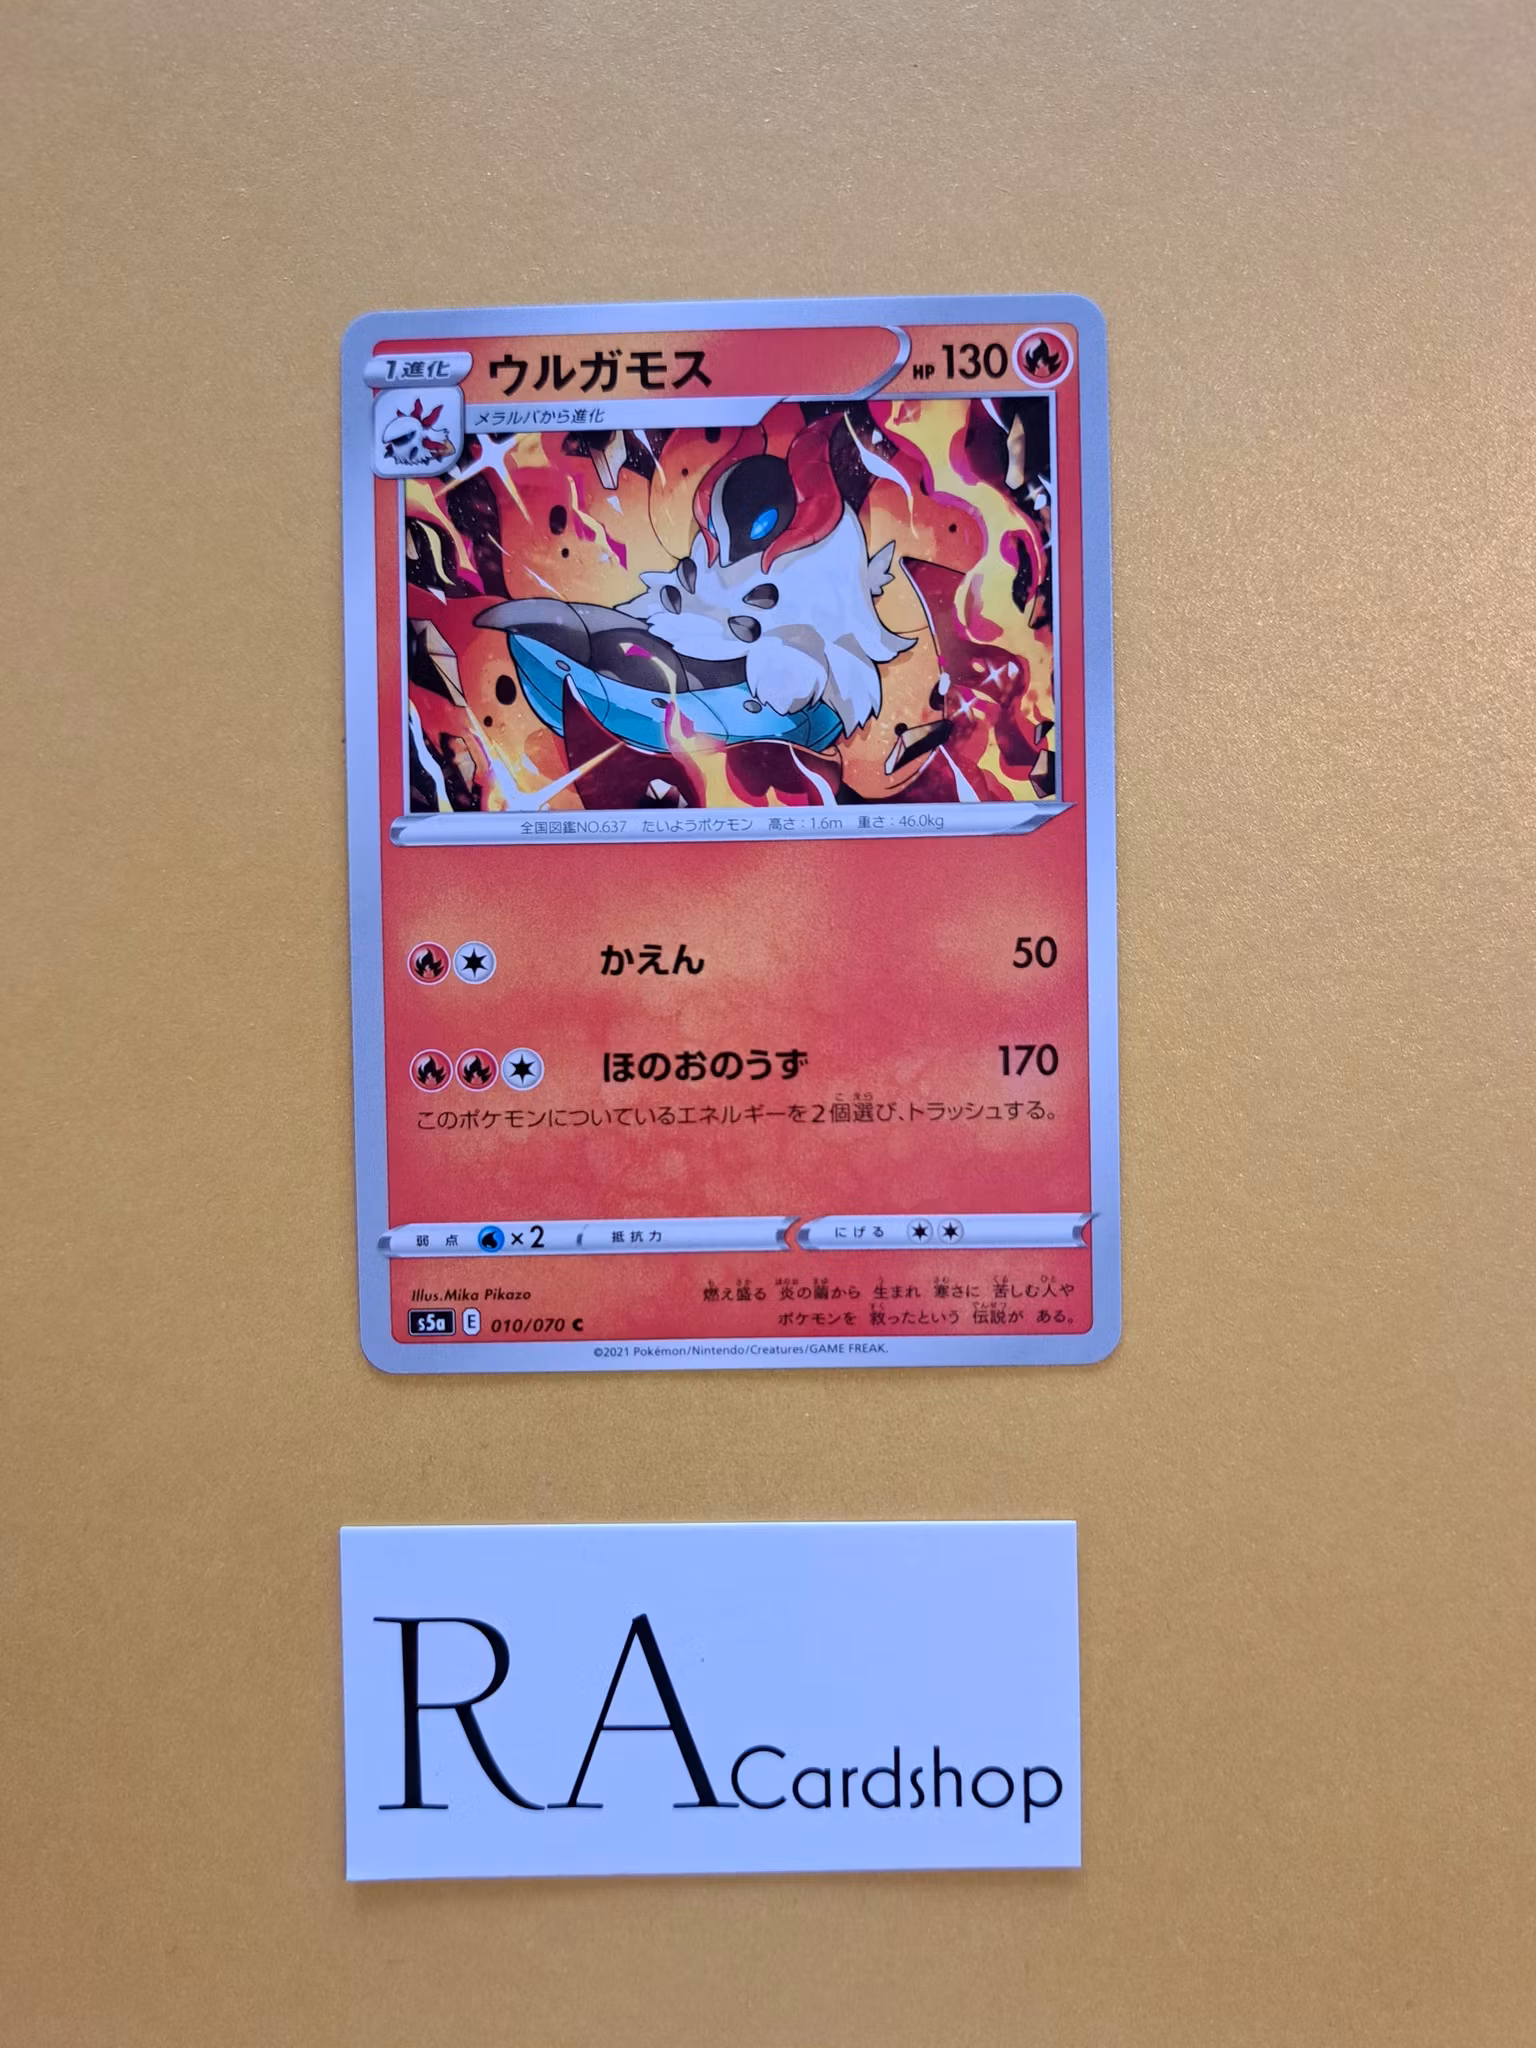 1進化
ウルガモス
HP 130
メラルバから進化
全国図鑑NO.637 たいようポケモン 高さ:1.6m 重さ:46.0kg
かえん 50
ほのおのうず 170
このポケモンについているエネルギーを2個選び、トラッシュする。
弱点 ×2 抵抗力 にげる
Illus.Mika Pikazo
燃え盛る 炎の繭から 生まれ 寒さに 苦しむ人や
ポケモンを 救ったという 伝説が ある。
s5a E 010/070 C
©2021 Pokémon/Nintendo/Creatures/GAME FREAK.
RA Cardshop